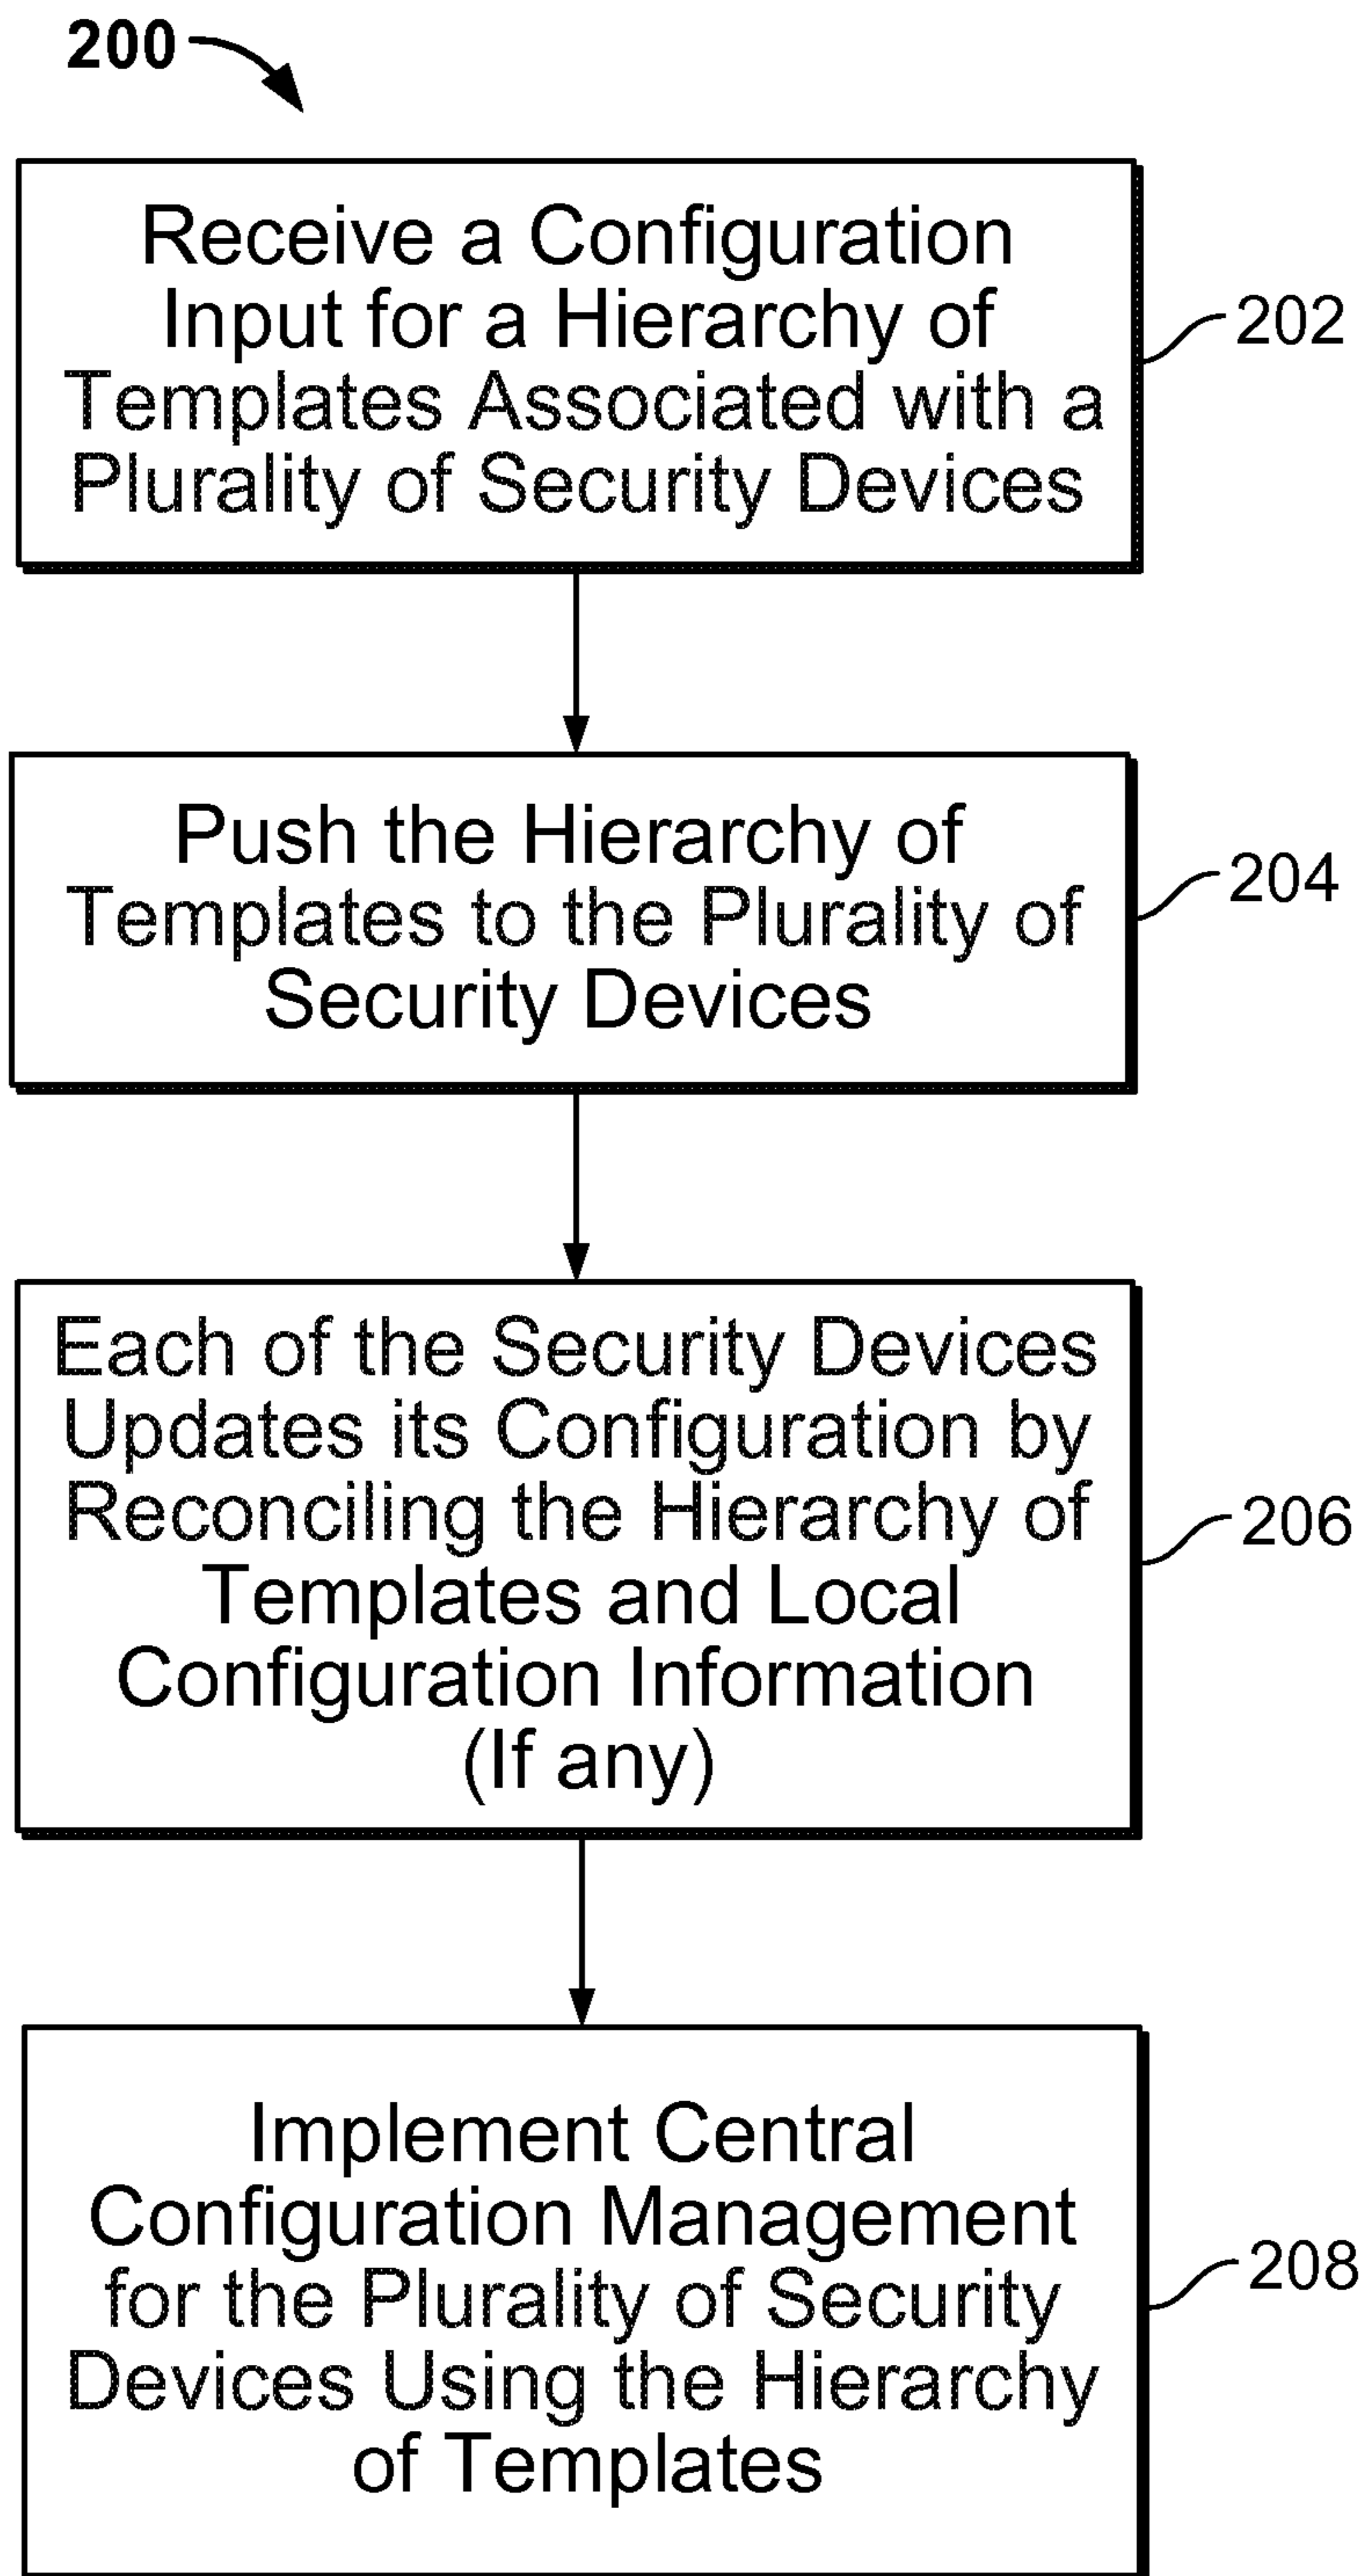 200
Receive a Configuration
Input for a Hierarchy of
Templates Associated with a
Plurality of Security Devices
202
Push the Hierarchy of
Templates to the Plurality of
Security Devices
204
Each of the Security Devices
Updates its Configuration by
Reconciling the Hierarchy of
Templates and Local
Configuration Information
(If any)
206
Implement Central
Configuration Management
for the Plurality of Security
Devices Using the Hierarchy
of Templates
208